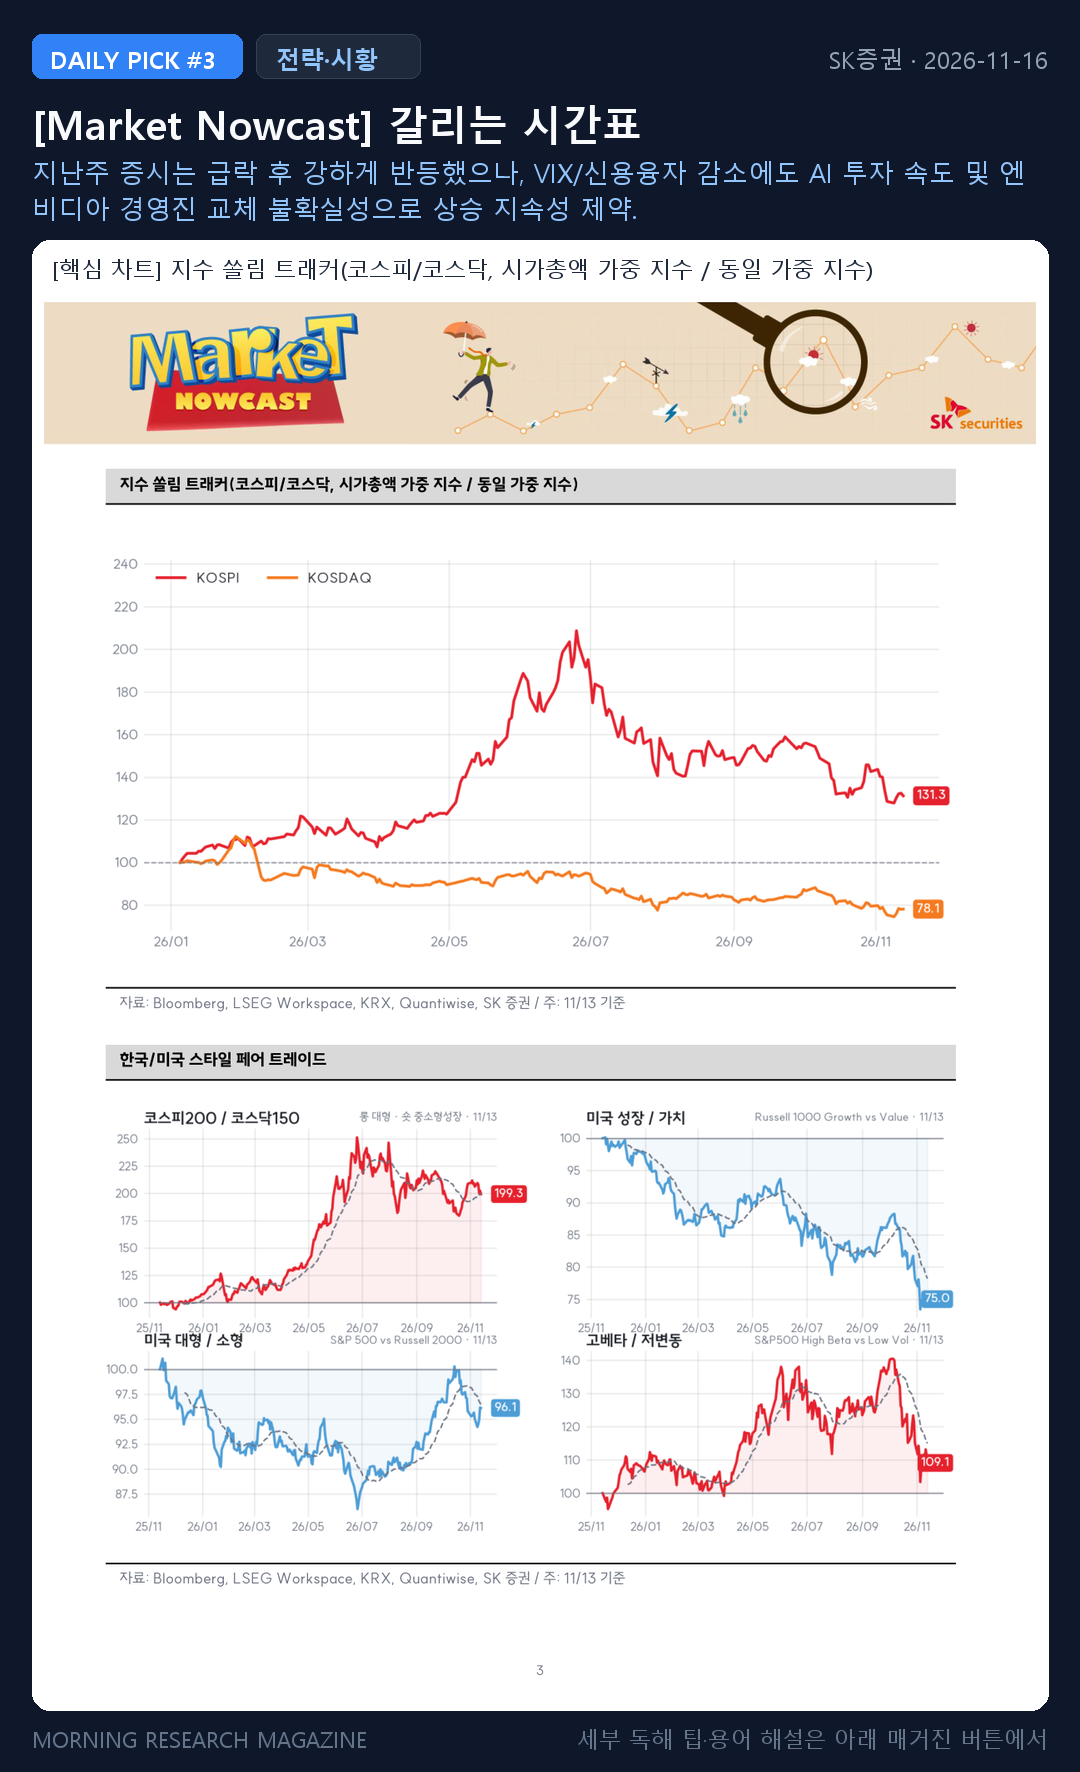 DAILY PICK #3
전략·시황
SK증권 · 2026-11-16
[Market Nowcast] 갈리는 시간표
지난주 증시는 급락 후 강하게 반등했으나, VIX/신용융자 감소에도 AI 투자 속도 및 엔
비디아 경영진 교체 불확실성으로 상승 지속성 제약.
[핵심 차트] 지수 쏠림 트래커(코스피/코스닥, 시가총액 가중 지수 / 동일 가중 지수)
Market
NOWCAST
SK securities
지수 쏠림 트래커(코스피/코스닥, 시가총액 가중 지수 / 동일 가중 지수)
240
220
200
180
160
140
120
100
80
KOSPI
KOSDAQ
131.3
78.1
26/01
26/03
26/05
26/07
26/09
26/11
자료: Bloomberg, LSEG Workspace, KRX, Quantiwise, SK 증권 / 주: 11/13 기준
한국/미국 스타일 페어 트레이드
코스피200 / 코스닥150
롱 대형 · 숏 중소형성장 · 11/13
250
225
200
175
150
125
100
199.3
25/11
26/01
26/03
26/05
26/07
26/09
26/11
미국 성장 / 가치
Russell 1000 Growth vs Value · 11/13
100
95
90
85
80
75
75.0
25/11
26/01
26/03
26/05
26/07
26/09
26/11
미국 대형 / 소형
S&P 500 vs Russell 2000 · 11/13
100.0
97.5
95.0
92.5
90.0
87.5
96.1
25/11
26/01
26/03
26/05
26/07
26/09
26/11
고베타 / 저변동
S&P500 High Beta vs Low Vol · 11/13
140
130
120
110
100
109.1
25/11
26/01
26/03
26/05
26/07
26/09
26/11
자료: Bloomberg, LSEG Workspace, KRX, Quantiwise, SK 증권 / 주: 11/13 기준
3
MORNING RESEARCH MAGAZINE
세부 독해 팁·용어 해설은 아래 매거진 버튼에서